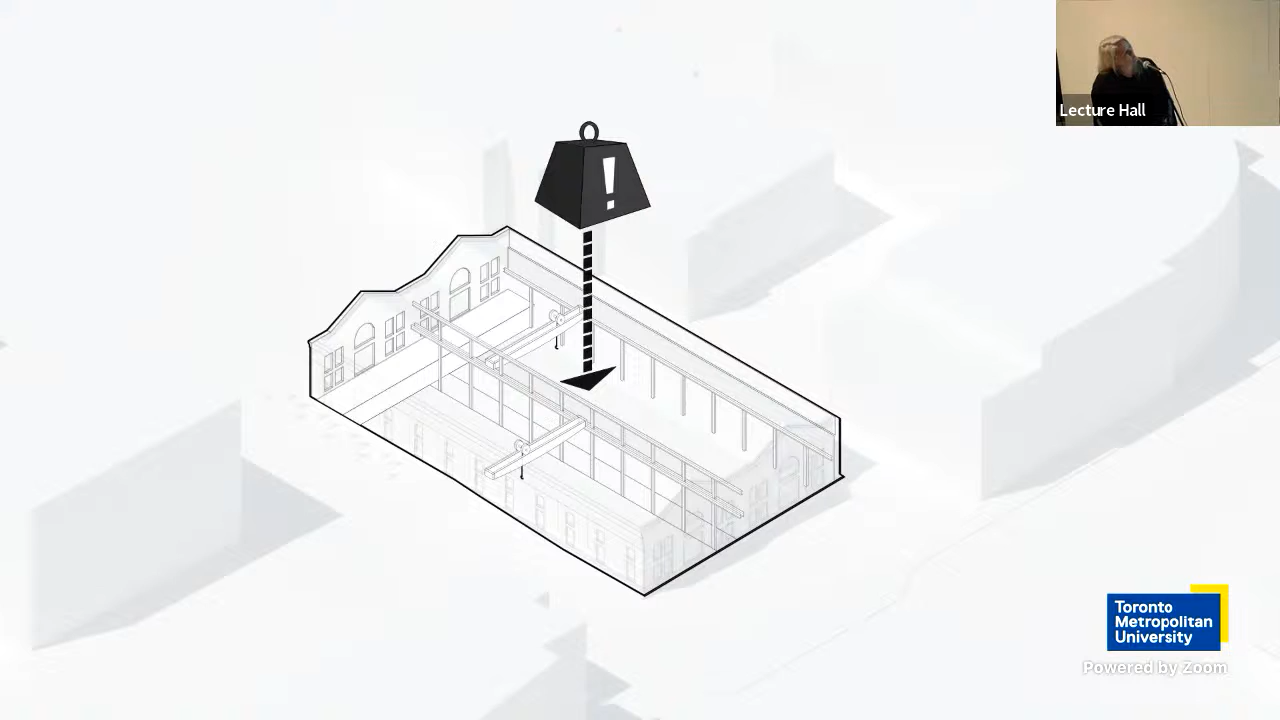 Lecture Hall
!
Toronto
Metropolitan
University
Powered by Zoom